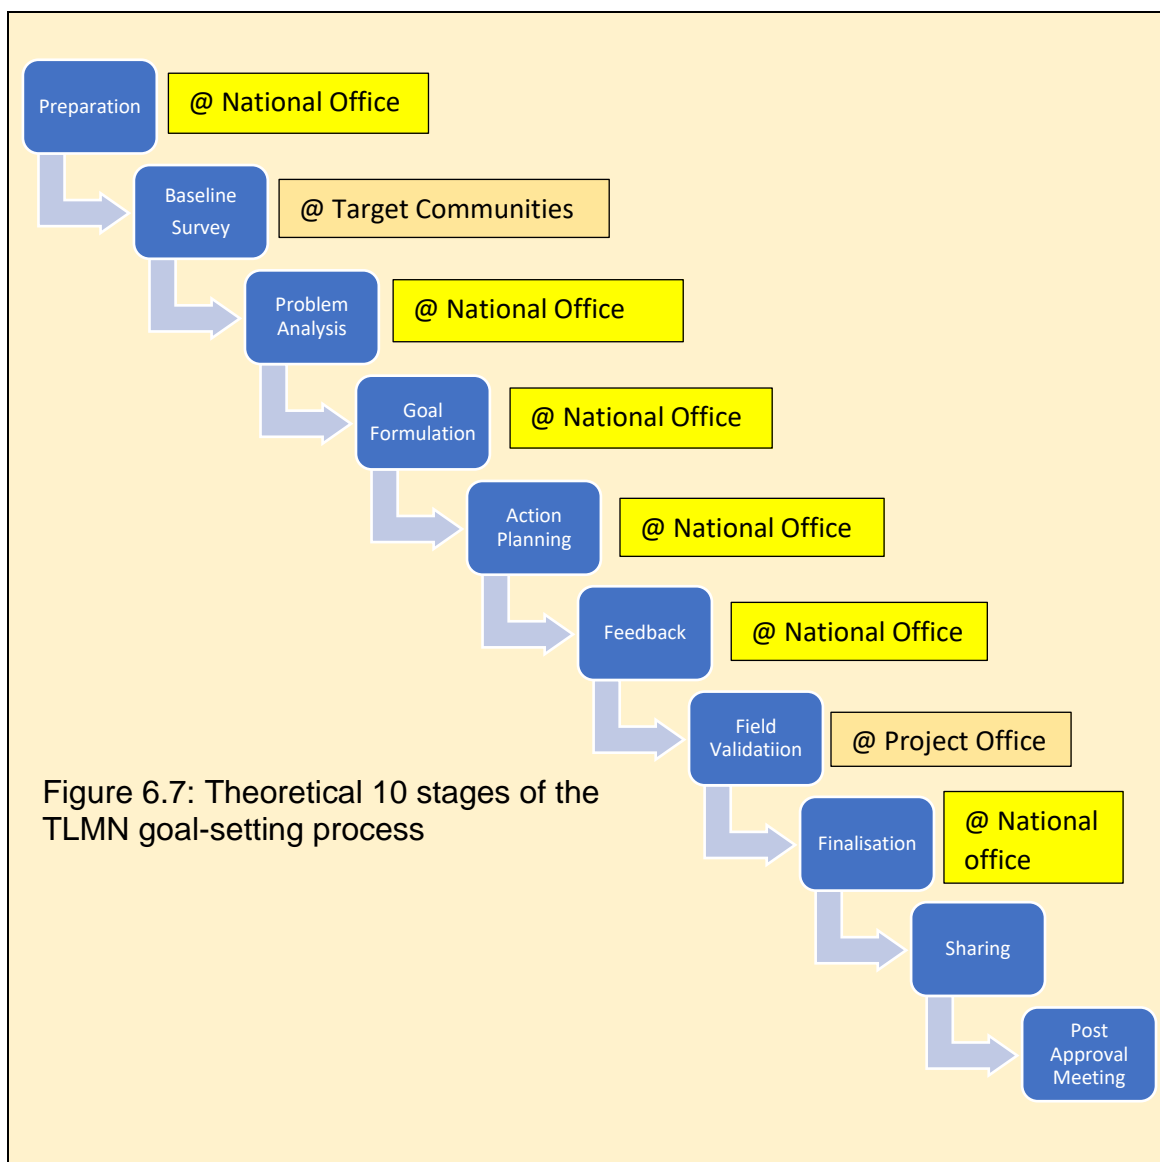 Preparation
@ National Office
Baseline
Survey
@ Target Communities
Problem
Analysis
@ National Office
Goal
Formulation
@ National Office
Action
Planning
@ National Office
Feedback
@ National Office
Field
Validatiion
@ Project Office
Figure 6.7: Theoretical 10 stages of the
TLMN goal-setting process
Finalisation
@ National
office
Sharing
Post
Approval
Meeting